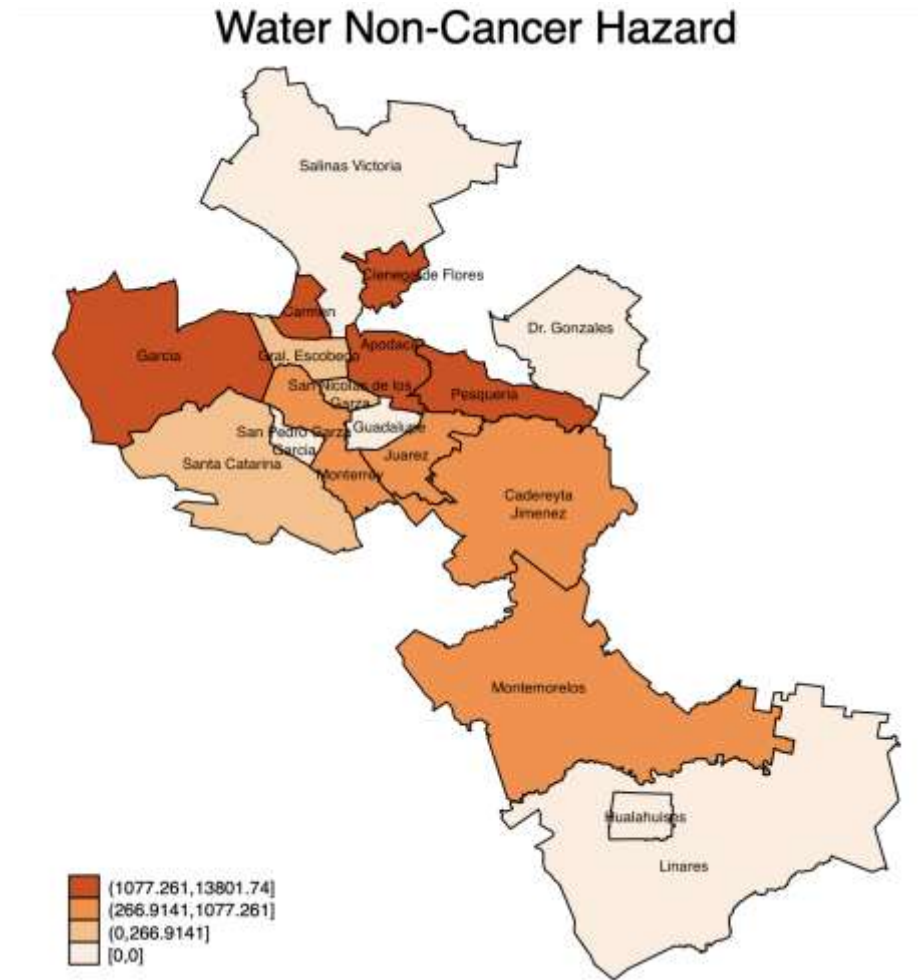 Water Non-Cancer Hazard
Salinas Victoria
Cienega de Flores
Carmen
Dr. Gonzales
Garcia
Gral. Escobego
Apodaca
San Nicolas de los
Garza
Pesqueria
San Pedro Garza
Garcia
Guadalupe
Santa Catarina
Juarez
Monterrey
Cadereyta
Jimenez
Montemorelos
Hualahuises
Linares
(1077.261,13801.74]
(266.9141,1077.261]
(0,266.9141]
[0,0]